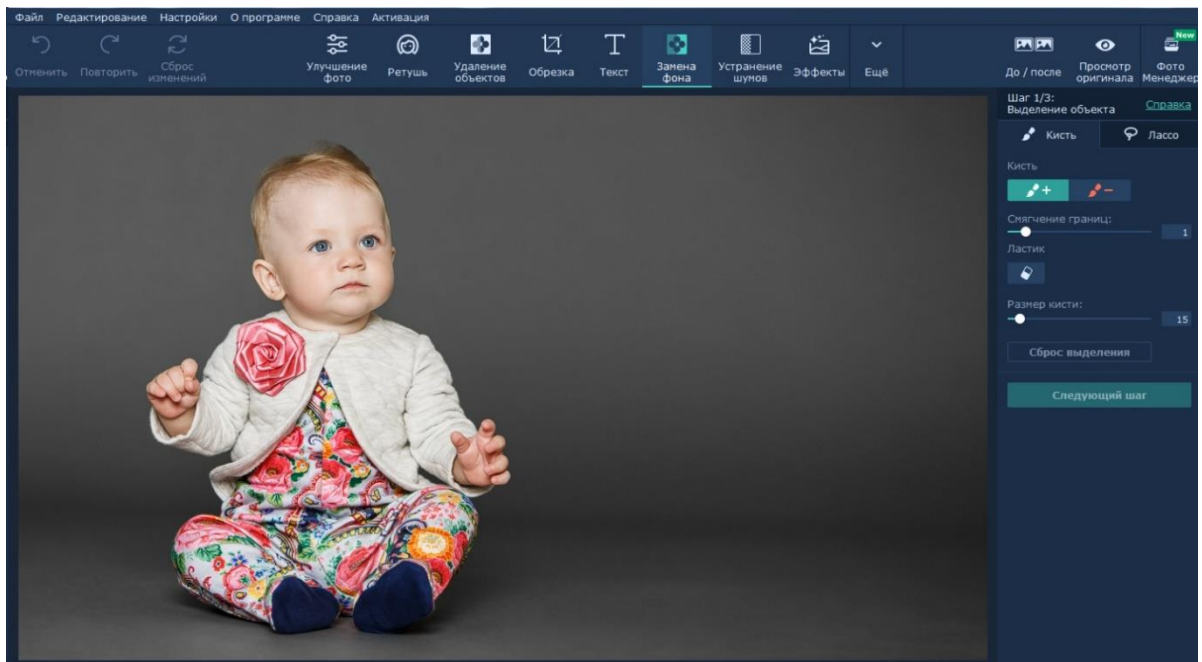 Файл Редактирование Настройки О программе Справка Активация
Отменить
Повторить
Сброс
изменений
Улучшение
фото
Ретушь
Удаление
объектов
Обрезка
Текст
Замена
фона
Устранение
шумов
Эффекты
Ещё
До / после
Просмотр
оригинала
New
Фото
Менеджер
Шаг 1/3:
Выделение объекта
Справка
Кисть
Лассо
Кисть
Смягчение границ:
1
Ластик
Размер кисти:
15
Сброс выделения
Следующий шаг